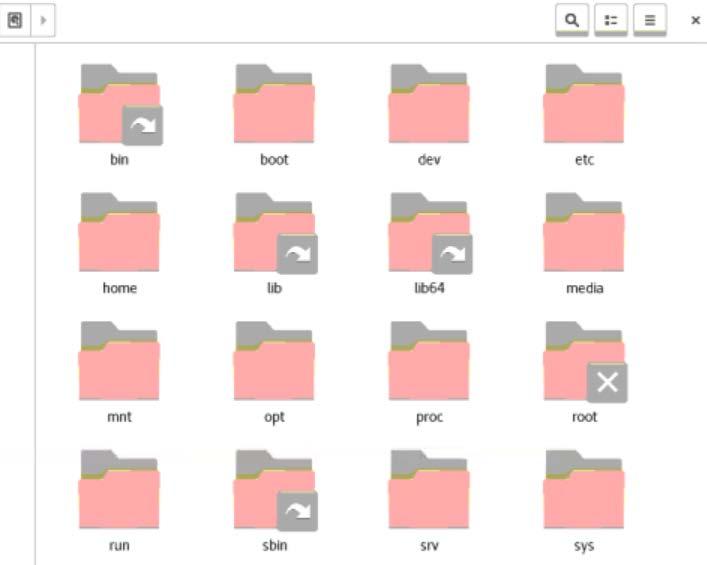 bin boot dev etc
home lib lib64 media
mnt opt proc root
run sbin srv sys